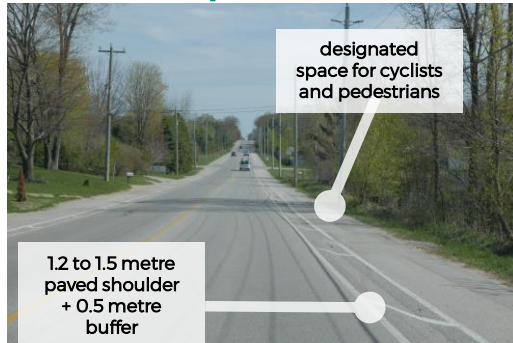 designated
space for cyclists
and pedestrians
1.2 to 1.5 metre
paved shoulder
+ 0.5 metre
buffer